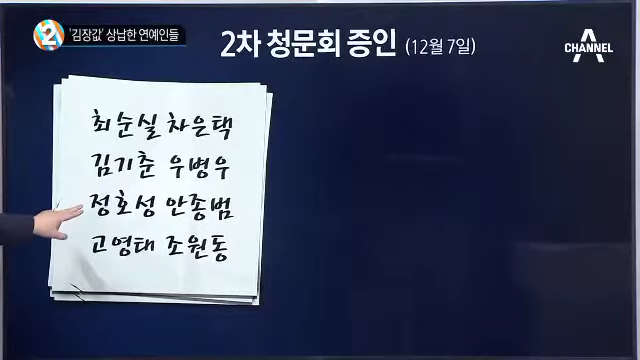 2 '김장값' 상납한 연예인들
2차 청문회 증인 (12월 7일)
CHANNEL A
최순실 차은택
김기춘 우병우
정호성 안종범
고영태 조원동